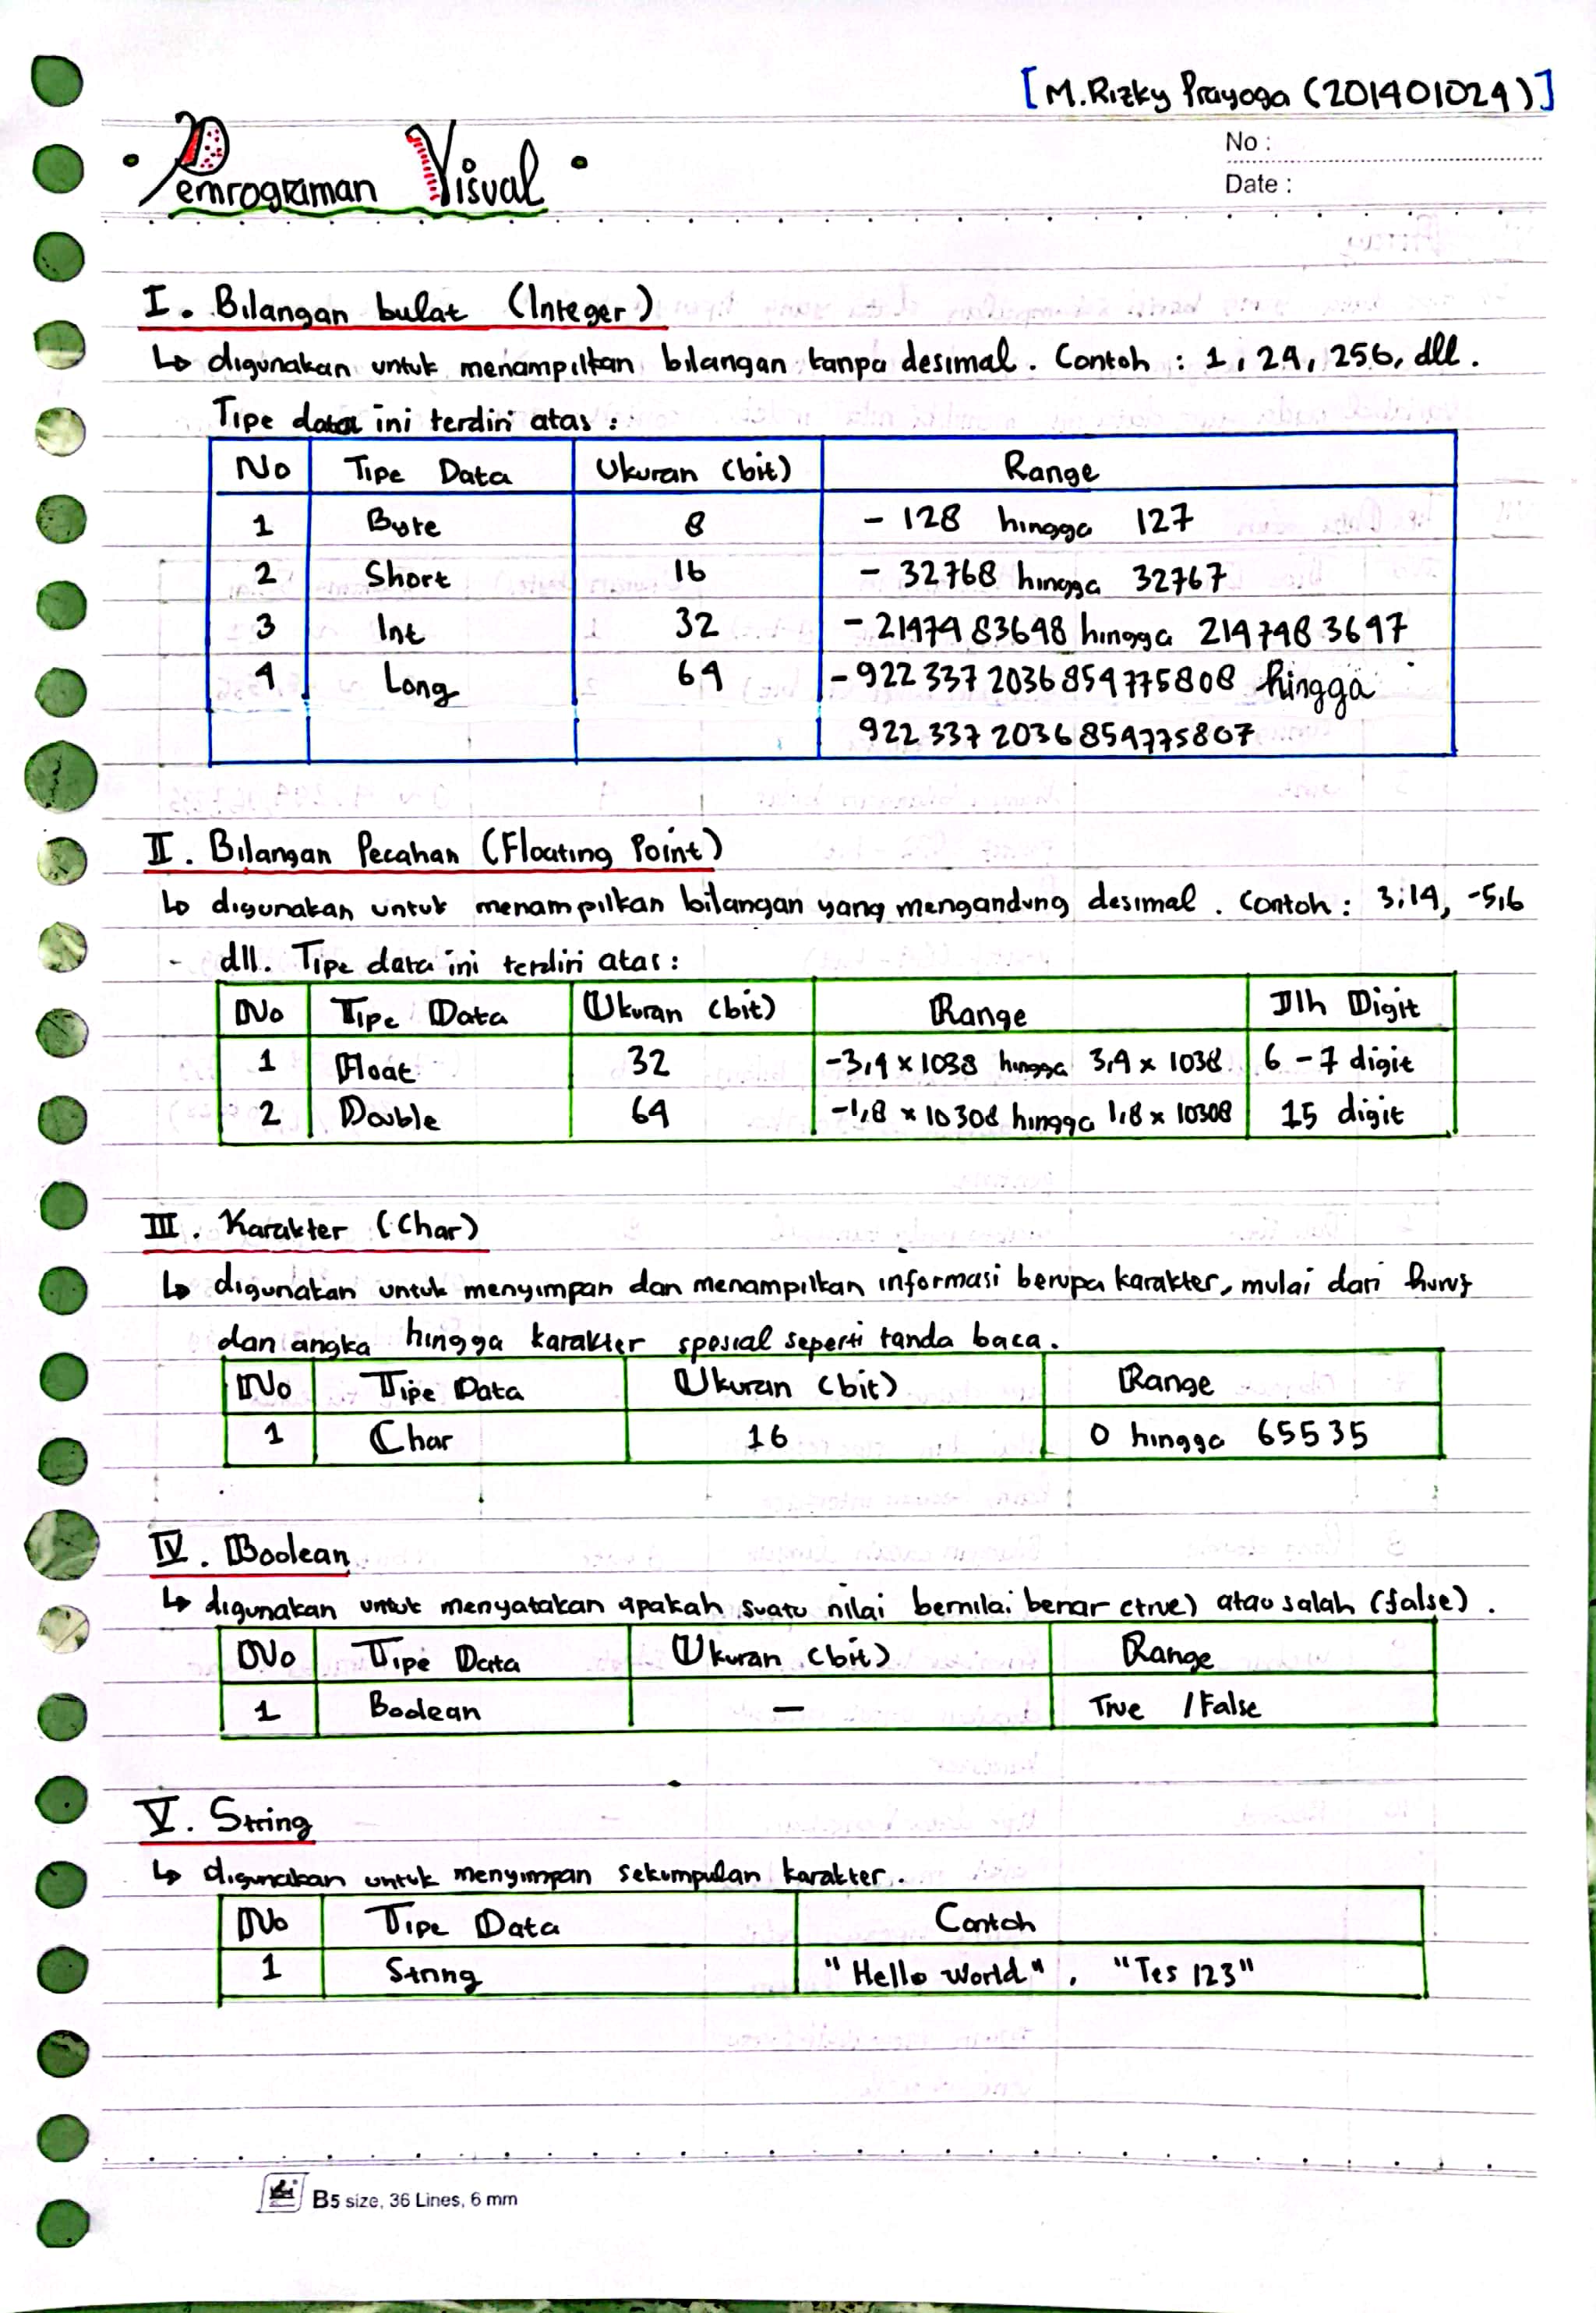 [M.Rizky Prayoga (201401024)]
No :
Date :
• Pemrograman Visual •
I. Bilangan bulat (Integer)
↳ digunakan untuk menampilkan bilangan tanpa desimal. Contoh : 1, 24, 256, dll.
Tipe data ini terdiri atas :
No Tipe Data Ukuran (bit) Range
1 Byte 8 - 128 hingga 127
2 Short 16 - 32768 hingga 32767
3 Int 32 - 2147483648 hingga 2147483647
4 Long 64 - 922 337 2036 854775808 hingga
922 337 2036 854775807
II. Bilangan Pecahan (Floating Point)
↳ digunakan untuk menampilkan bilangan yang mengandung desimal. Contoh : 3,14, -5,6
- dll. Tipe data ini terdiri atas :
No Tipe Data Ukuran (bit) Range Jlh Digit
1 Float 32 -3,4 x 1038 hingga 3,4 x 1038 6 - 7 digit
2 Double 64 -1,8 x 10308 hingga 1,8 x 10308 15 digit
III. Karakter (Char)
↳ digunakan untuk menyimpan dan menampilkan informasi berupa karakter, mulai dari huruf
dan angka hingga karakter spesial seperti tanda baca.
No Tipe Data Ukuran (bit) Range
1 Char 16 0 hingga 65535
IV. Boolean
↳ digunakan untuk menyatakan apakah suatu nilai bernilai benar (true) atau salah (false).
No Tipe Data Ukuran (bit) Range
1 Boolean — True / False
V. String
↳ digunakan untuk menyimpan sekumpulan karakter.
No Tipe Data Contoh
1 String "Hello World", "Tes 123"
B5 size, 36 Lines, 6 mm